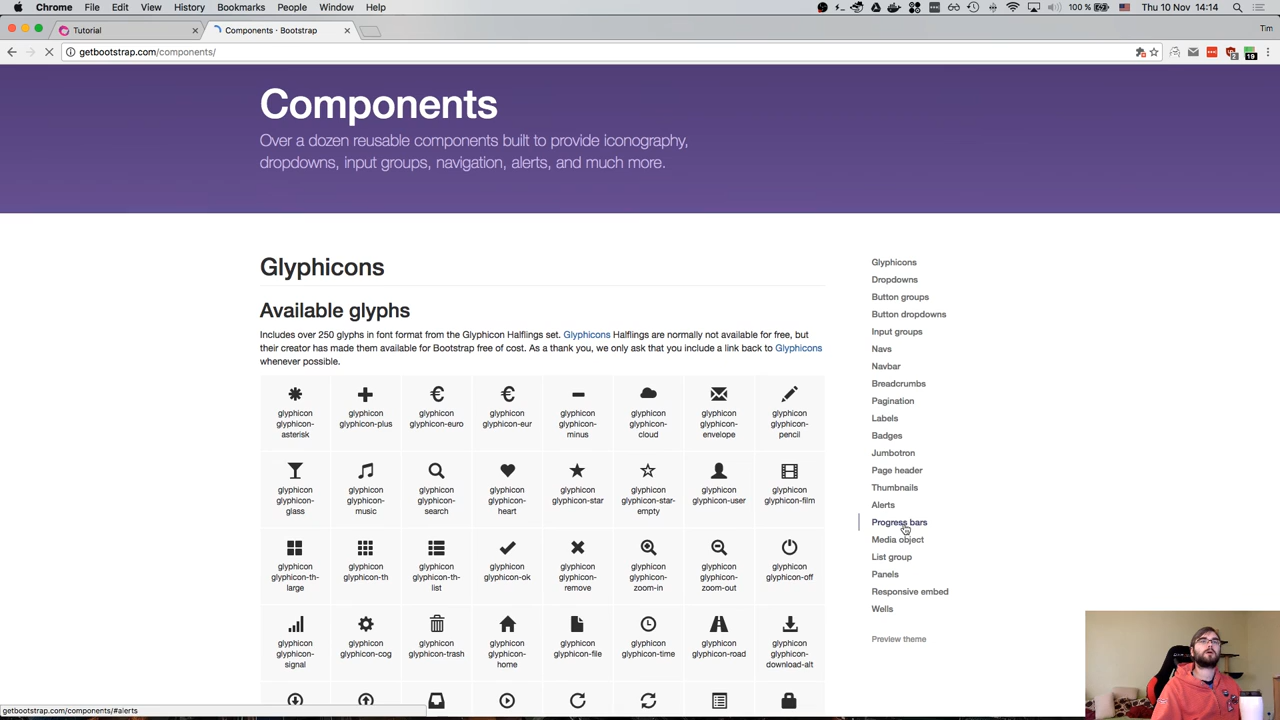 Chrome File Edit View History Bookmarks People Window Help 100 % Thu 10 Nov 14:14
Tutorial Components · Bootstrap Tim
getbootstrap.com/components/
Components
Over a dozen reusable components built to provide iconography,
dropdowns, input groups, navigation, alerts, and much more.
Glyphicons
Available glyphs
Includes over 250 glyphs in font format from the Glyphicon Halflings set. Glyphicons Halflings are normally not available for free, but
their creator has made them available for Bootstrap free of cost. As a thank you, we only ask that you include a link back to Glyphicons
whenever possible.
glyphicon glyphicon glyphicon glyphicon glyphicon glyphicon glyphicon glyphicon
glyphicon- glyphicon-plus glyphicon-euro glyphicon-eur glyphicon- glyphicon- glyphicon- glyphicon-
asterisk minus cloud envelope pencil
glyphicon glyphicon glyphicon glyphicon glyphicon glyphicon glyphicon glyphicon
glyphicon- glyphicon- glyphicon- glyphicon- glyphicon-star glyphicon-star- glyphicon-user glyphicon-film
glass music search heart empty
glyphicon glyphicon glyphicon glyphicon glyphicon glyphicon glyphicon glyphicon
glyphicon-th- glyphicon-th glyphicon-th- glyphicon-ok glyphicon- glyphicon- glyphicon- glyphicon-off
large list remove zoom-in zoom-out
glyphicon glyphicon glyphicon glyphicon glyphicon glyphicon glyphicon glyphicon
glyphicon- glyphicon-cog glyphicon-trash glyphicon- glyphicon-file glyphicon-time glyphicon-road glyphicon-
signal home download-alt
Glyphicons
Dropdowns
Button groups
Button dropdowns
Input groups
Navs
Navbar
Breadcrumbs
Pagination
Labels
Badges
Jumbotron
Page header
Thumbnails
Alerts
Progress bars
Media object
List group
Panels
Responsive embed
Wells
Preview theme
getbootstrap.com/components/#alerts